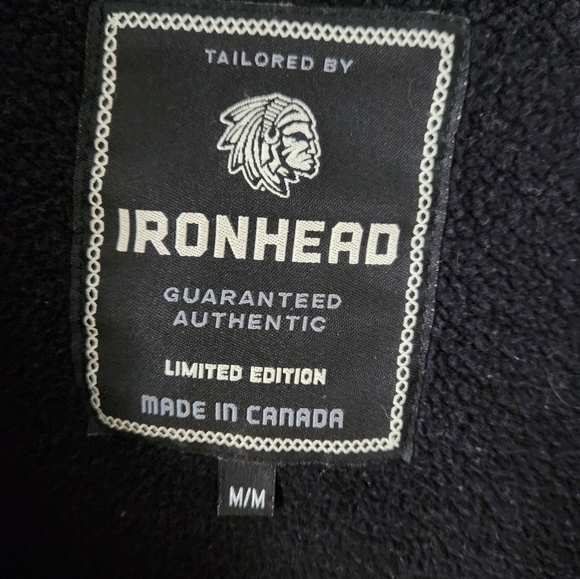 TAILORED BY
IRONHEAD
GUARANTEED
AUTHENTIC
LIMITED EDITION
MADE IN CANADA
M/M